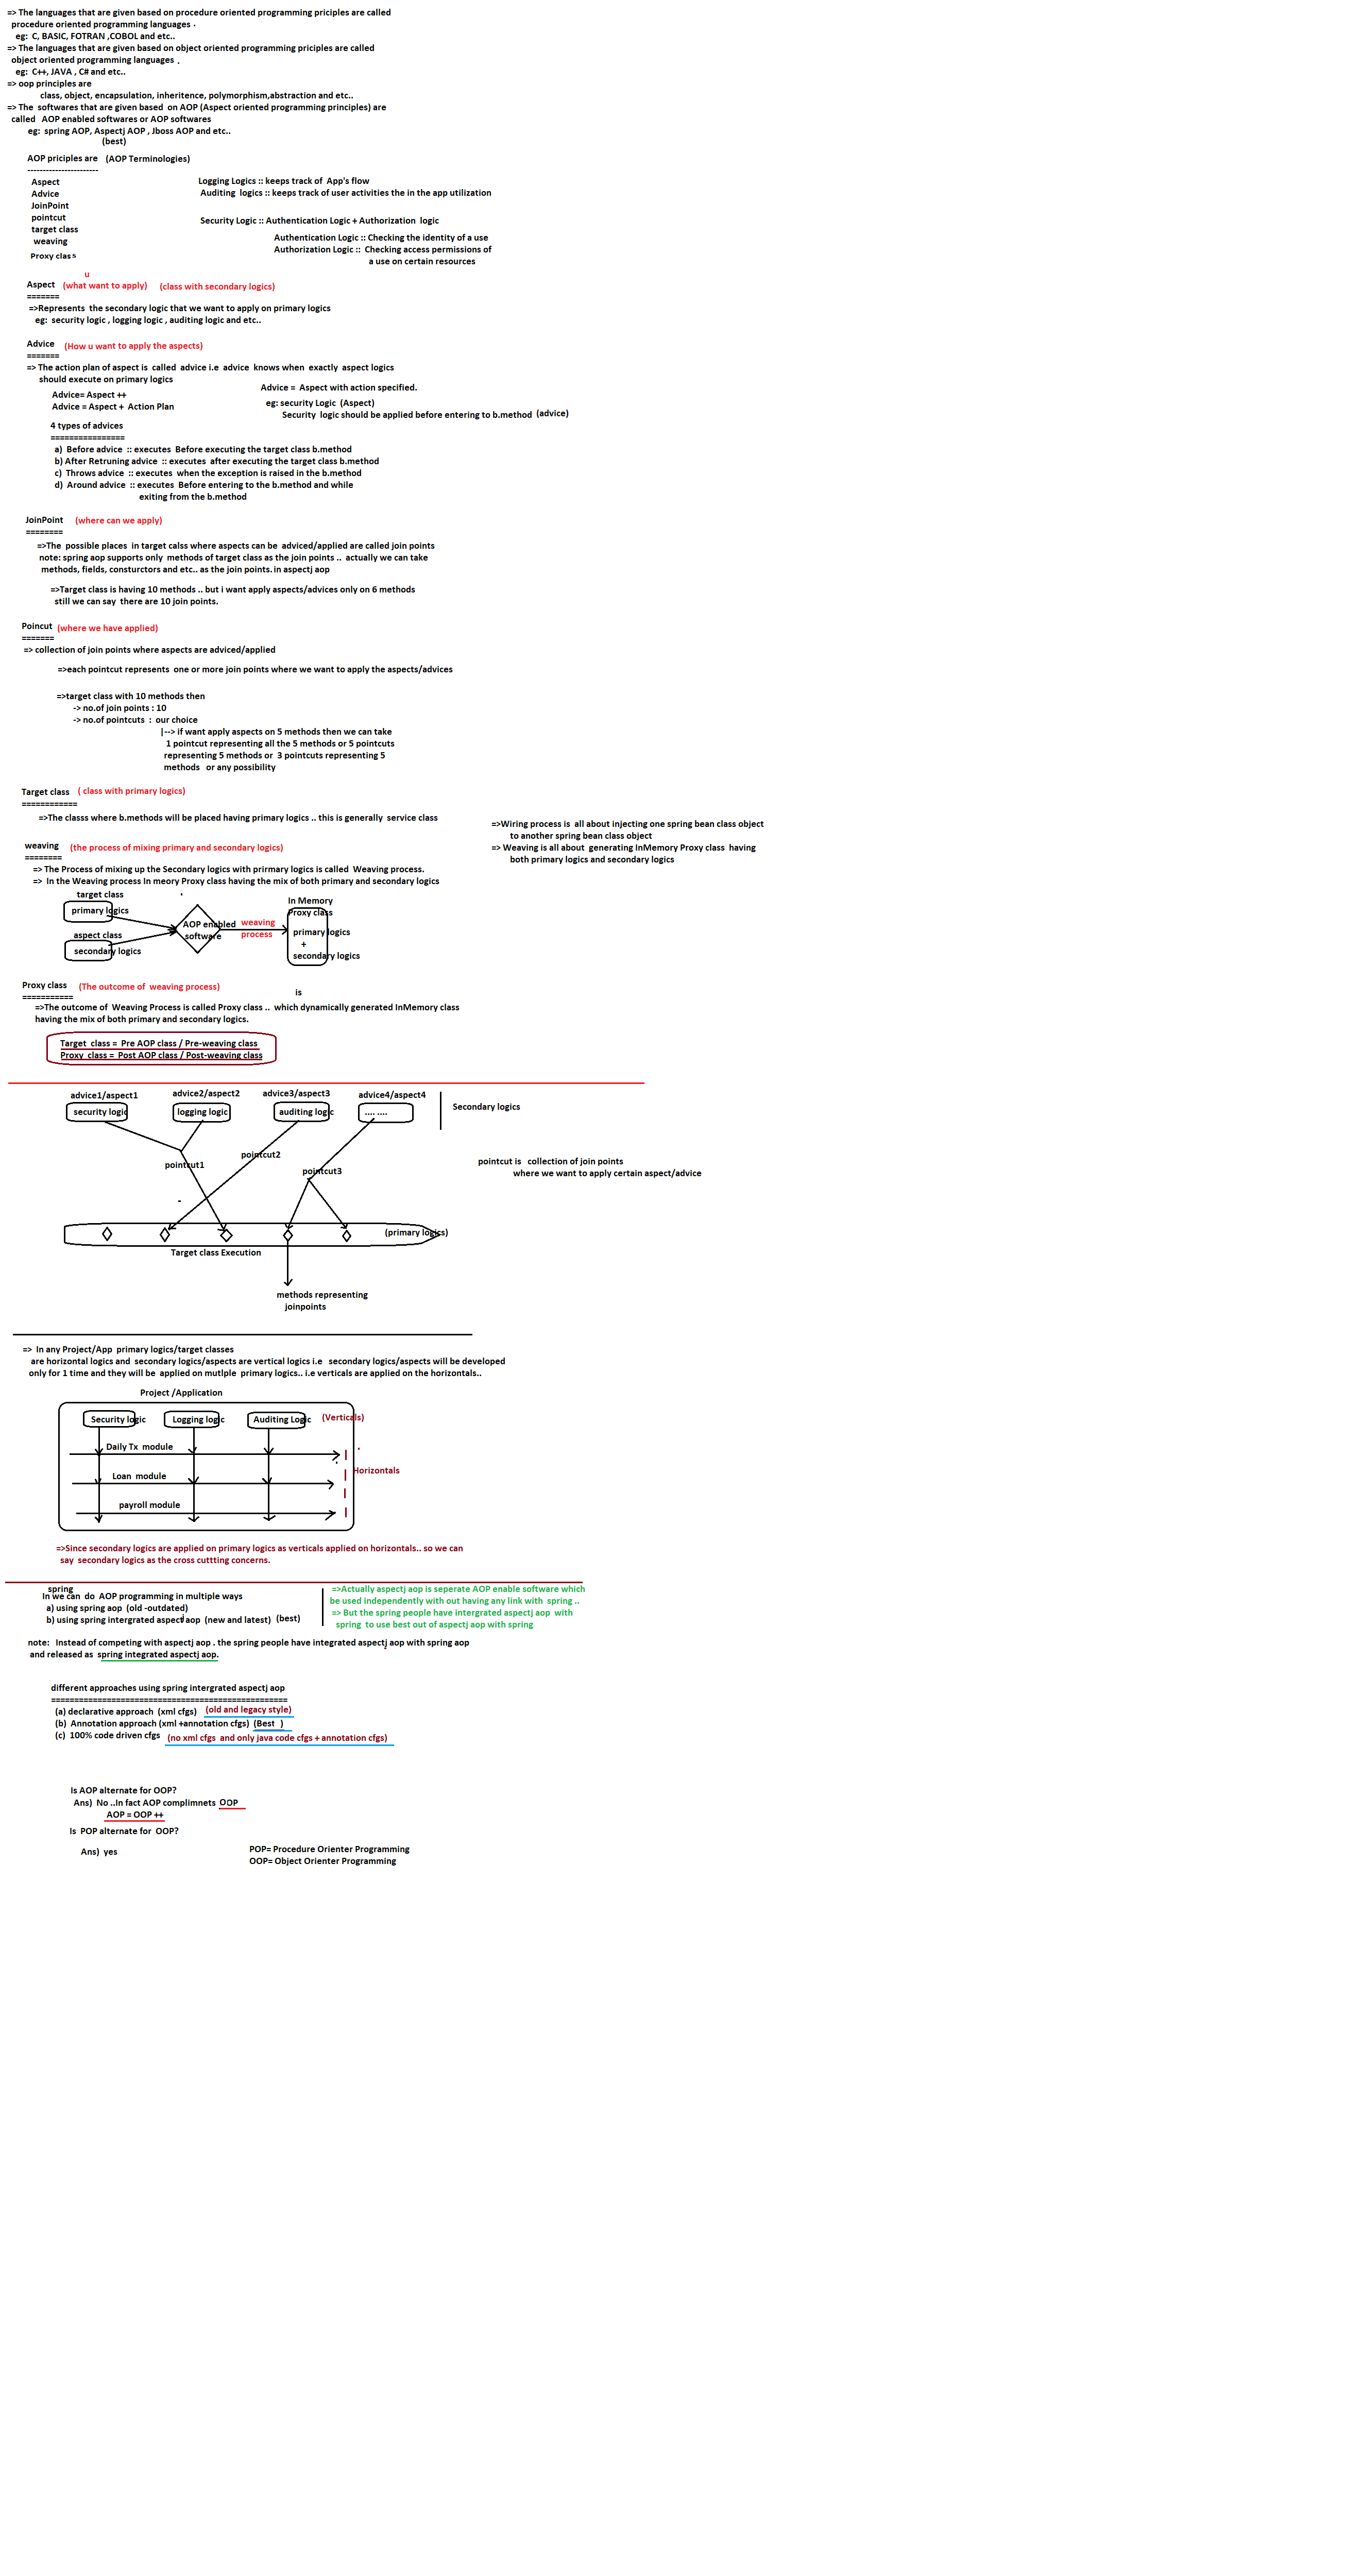 => The languages that are given based on procedure oriented programming priciples are called
procedure oriented programming languages .
eg: C, BASIC, FOTRAN ,COBOL and etc..
=> The languages that are given based on object oriented programming priciples are called
object oriented programming languages .
eg: C++, JAVA , C# and etc..
=> oop principles are
class, object, encapsulation, inheritence, polymorphism,abstraction and etc..
=> The softwares that are given based on AOP (Aspect oriented programming principles) are
called AOP enabled softwares or AOP softwares
eg: spring AOP, Aspectj AOP , Jboss AOP and etc..
(best)
AOP priciples are (AOP Terminologies)
-----------------------
Aspect
Advice
JoinPoint
pointcut
target class
weaving
Proxy class
Logging Logics :: keeps track of App's flow
Auditing logics :: keeps track of user activities the in the app utilization
Security Logic :: Authentication Logic + Authorization logic
Authentication Logic :: Checking the identity of a use
Authorization Logic :: Checking access permissions of
a use on certain resources
u
Aspect (what want to apply) (class with secondary logics)
=======
=>Represents the secondary logic that we want to apply on primary logics
eg: security logic , logging logic , auditing logic and etc..
Advice (How u want to apply the aspects)
=======
=> The action plan of aspect is called advice i.e advice knows when exactly aspect logics
should execute on primary logics
Advice= Aspect ++
Advice = Aspect + Action Plan
Advice = Aspect with action specified.
eg: security Logic (Aspect)
Security logic should be applied before entering to b.method (advice)
4 types of advices
================
a) Before advice :: executes Before executing the target class b.method
b) After Retruning advice :: executes after executing the target class b.method
c) Throws advice :: executes when the exception is raised in the b.method
d) Around advice :: executes Before entering to the b.method and while
exiting from the b.method
JoinPoint (where can we apply)
========
=>The possible places in target calss where aspects can be adviced/applied are called join points
note: spring aop supports only methods of target class as the join points .. actually we can take
methods, fields, consturctors and etc.. as the join points. in aspectj aop
=>Target class is having 10 methods .. but i want apply aspects/advices only on 6 methods
still we can say there are 10 join points.
Poincut (where we have applied)
=======
=> collection of join points where aspects are adviced/applied
=>each pointcut represents one or more join points where we want to apply the aspects/advices
=>target class with 10 methods then
-> no.of join points : 10
-> no.of pointcuts : our choice
|--> if want apply aspects on 5 methods then we can take
1 pointcut representing all the 5 methods or 5 pointcuts
representing 5 methods or 3 pointcuts representing 5
methods or any possibility
Target class ( class with primary logics)
============
=>The classs where b.methods will be placed having primary logics .. this is generally service class
=>Wiring process is all about injecting one spring bean class object
to another spring bean class object
=> Weaving is all about generating InMemory Proxy class having
both primary logics and secondary logics
weaving (the process of mixing primary and secondary logics)
========
=> The Process of mixing up the Secondary logics with prirmary logics is called Weaving process.
=> In the Weaving process In meory Proxy class having the mix of both primary and secondary logics
target class
primary logics
aspect class
secondary logics
AOP enabled
software
weaving
process
In Memory
Proxy class
primary logics
+
secondary logics
Proxy class (The outcome of weaving process)
===========
is
=>The outcome of Weaving Process is called Proxy class .. which dynamically generated InMemory class
having the mix of both primary and secondary logics.
Target class = Pre AOP class / Pre-weaving class
Proxy class = Post AOP class / Post-weaving class
advice1/aspect1 advice2/aspect2 advice3/aspect3 advice4/aspect4
security logic logging logic auditing logic .... ....
Secondary logics
pointcut1
pointcut2
pointcut3
pointcut is collection of join points
where we want to apply certain aspect/advice
(primary logics)
Target class Execution
methods representing
joinpoints
=> In any Project/App primary logics/target classes
are horizontal logics and secondary logics/aspects are vertical logics i.e secondary logics/aspects will be developed
only for 1 time and they will be applied on mutlple primary logics.. i.e verticals are applied on the horizontals..
Project /Application
Security logic Logging logic Auditing Logic (Verticals)
Daily Tx module
Loan module
payroll module
Horizontals
=>Since secondary logics are applied on primary logics as verticals applied on horizontals.. so we can
say secondary logics as the cross cuttting concerns.
spring
In we can do AOP programming in multiple ways
a) using spring aop (old -outdated)
b) using spring intergrated aspectj aop (new and latest) (best)
=>Actually aspectj aop is seperate AOP enable software which
be used independently with out having any link with spring ..
=> But the spring people have intergrated aspectj aop with
spring to use best out of aspectj aop with spring
note: Instead of competing with aspectj aop . the spring people have integrated aspectj aop with spring aop
and released as spring integrated aspectj aop.
different approaches using spring intergrated aspectj aop
===================================================
(a) declarative approach (xml cfgs) (old and legacy style)
(b) Annotation approach (xml +annotation cfgs) (Best )
(c) 100% code driven cfgs (no xml cfgs and only java code cfgs + annotation cfgs)
Is AOP alternate for OOP?
Ans) No ..In fact AOP complimnets OOP
AOP = OOP ++
Is POP alternate for OOP?
Ans) yes
POP= Procedure Orienter Programming
OOP= Object Orienter Programming